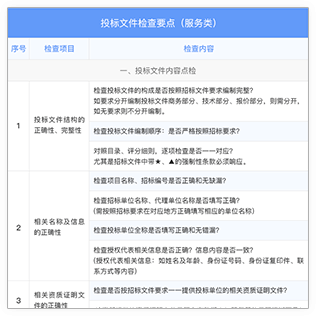 投标文件检查要点（服务类）
序号 检查项目 检查内容
一、投标文件内容点检
1
投标文件结构的
正确性、完整性
检查投标文件的构成是否按照招标文件要求编制完整?
如要求分开编制投标文件商务部分、技术部分、报价部分，则需分开，
如无要求则不分开编制。
检查投标文件编制顺序：是否严格按照招标要求?
对照目录、评分细则，逐项检查是否一一对应?
尤其是招标文件中带★、▲的强制性条款必须响应。
2
相关名称及信息
的正确性
检查项目名称、招标编号是否正确和无缺漏?
检查招标单位名称、代理单位名称是否填写正确?
(需按照招标要求在对应地方正确填写相应的单位名称)
检查投标单位全称是否填写正确和无错漏?
检查授权代表相关信息是否正确? 信息内容是否一致?
(授权代表相关信息：如姓名及年龄、身份证号码、身份证复印件、联
系方式等内容)
3
相关资质证明文
件的正确性
检查是否按招标文件要求一一提供投标单位的相关资质证明文件?